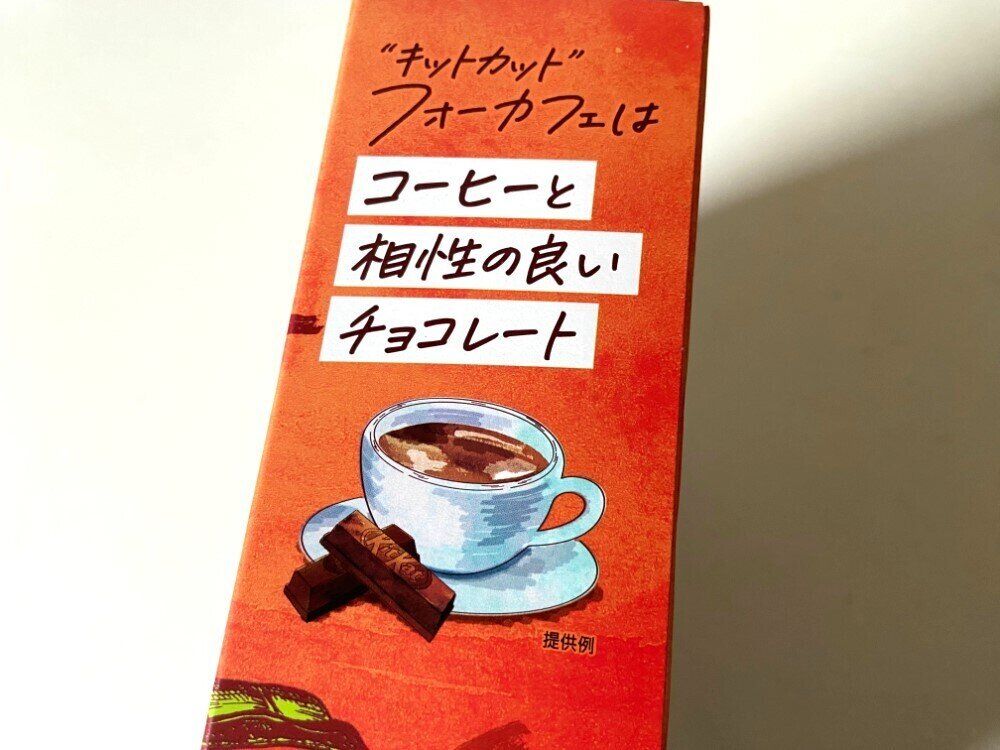 “キットカット”
フォーカフェは
コーヒーと
相性の良い
チョコレート
KitKat
提供例